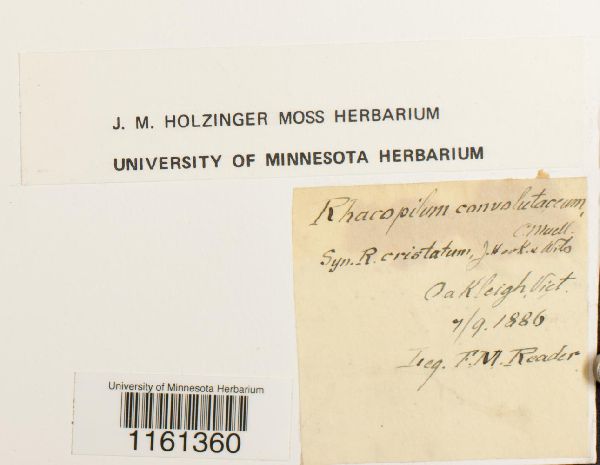 J. M. HOLZINGER MOSS HERBARIUM
UNIVERSITY OF MINNESOTA HERBARIUM
Rhacopilum convolutaceum,
C. Muell.
Syn. R. cristatum, J. Hook. &
Oakleigh, Vict.
7/9. 1886
Leg. F. M. Reader.
University of Minnesota Herbarium
1161360